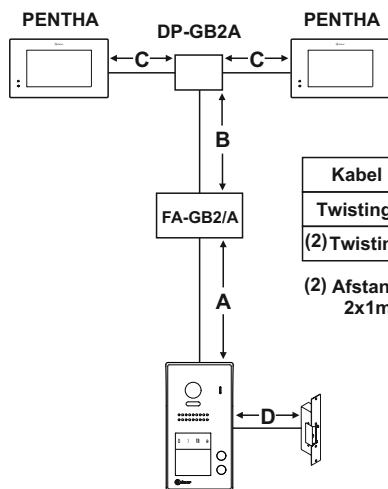 PENTHA
DP-GB2A
PENTHA
C
C
B
FA-GB2/A
Kabel
Twisting
(2) Twistin
(2) Afstan
2x1m
A
D